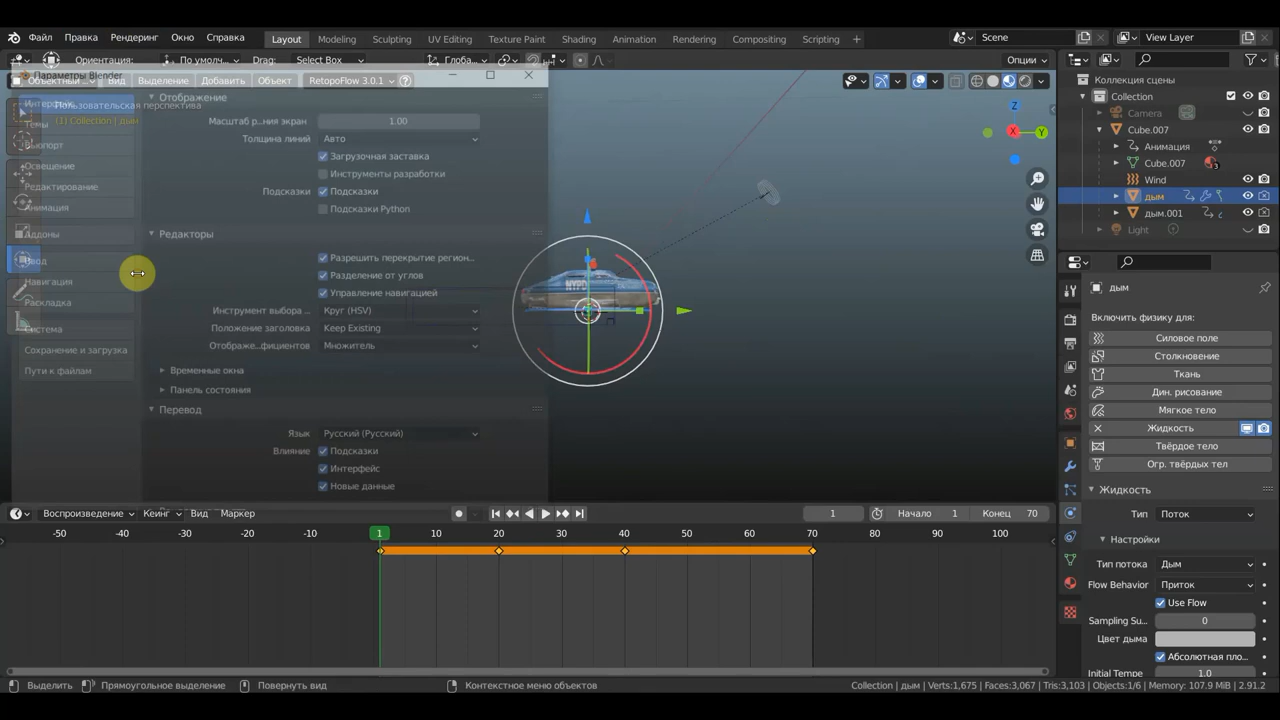 Файл Правка Рендеринг Окно Справка Layout Modeling Sculpting UV Editing Texture Paint Shading Animation Rendering Compositing Scripting + Scene View Layer
Ориентация: По умолч... Drag: Select Box Глоба... Опции
Параметры Blender
Объектный... Вид Выделение Добавить Объект RetopoFlow 3.0.1
Коллекция сцены
Collection
Camera
Cube.007
Анимация
Cube.007
Wind
дым
дым.001
Light
Пользовательская перспектива
(1) Collection | дым
Интерфейс
Темы
Вьюпорт
Освещение
Редактирование
Анимация
Аддоны
Ввод
Навигация
Раскладка
Система
Сохранение и загрузка
Пути к файлам
Отображение
Масштаб р...ния экран 1.00
Толщина линий Авто
Загрузочная заставка
Инструменты разработки
Подсказки Подсказки
Подсказки Python
Редакторы
Разрешить перекрытие регион...
Разделение от углов
Управление навигацией
Инструмент выбора ... Круг (HSV)
Положение заголовка Keep Existing
Отображе...фициентов Множитель
Временные окна
Панель состояния
Перевод
Язык Русский (Русский)
Влияние Подсказки
Интерфейс
Новые данные
Z
X
Y
NYPD
дым
Включить физику для:
Силовое поле
Столкновение
Ткань
Дин. рисование
Мягкое тело
Жидкость
Твёрдое тело
Огр. твёрдых тел
Жидкость
Тип Поток
Настройки
Тип потока Дым
Flow Behavior Приток
Use Flow
Sampling Su... 0
Цвет дыма
Абсолютная пло...
Initial Tempe 1.0
Воспроизведение Кеинг Вид Маркер 1 Начало 1 Конец 70
-50 -40 -30 -20 -10 1 10 20 30 40 50 60 70 80 90 100
Выделить Прямоугольное выделение Повернуть вид Контекстное меню объектов Collection | дым | Verts:1,675 | Faces:3,067 | Tris:3,103 | Objects:1/6 | Memory: 107.9 MiB | 2.91.2